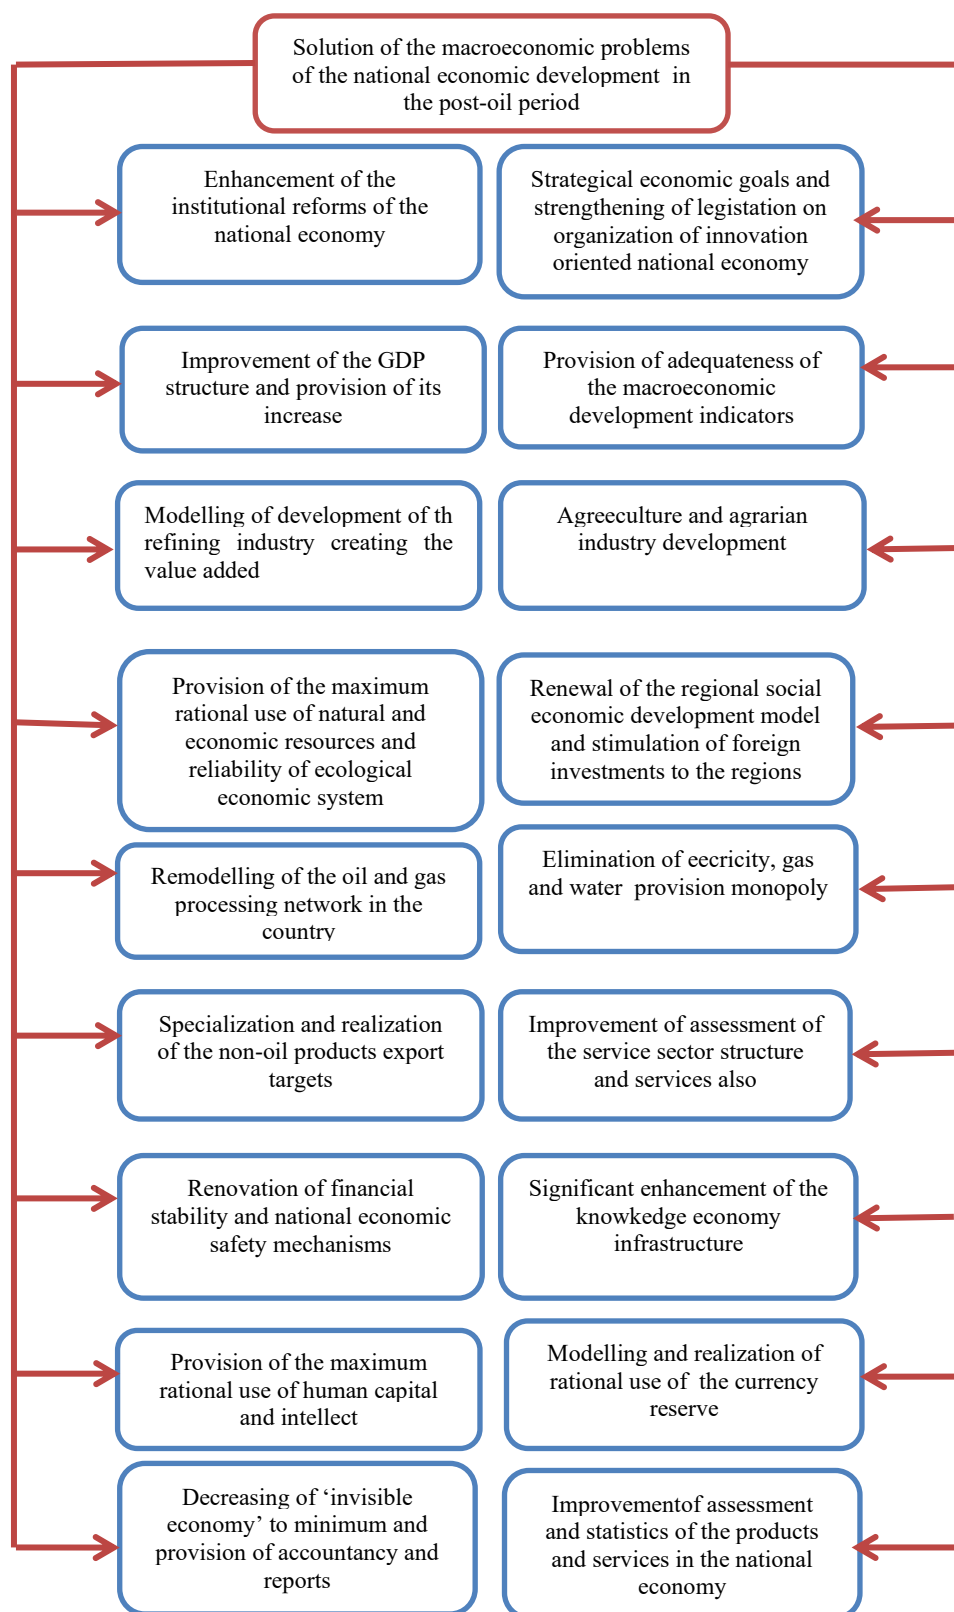 Solution of the macroeconomic problems
of the national economic development in
the post-oil period
Enhancement of the
institutional reforms of the
national economy
Strategical economic goals and
strengthening of legistation on
organization of innovation
oriented national economy
Improvement of the GDP
structure and provision of its
increase
Provision of adequateness of
the macroeconomic
development indicators
Modelling of development of th
refining industry creating the
value added
Agreeculture and agrarian
industry development
Provision of the maximum
rational use of natural and
economic resources and
reliability of ecological
economic system
Renewal of the regional social
economic development model
and stimulation of foreign
investments to the regions
Remodelling of the oil and gas
processing network in the
country
Elimination of eecricity, gas
and water provision monopoly
Specialization and realization
of the non-oil products export
targets
Improvement of assessment of
the service sector structure
and services also
Renovation of financial
stability and national economic
safety mechanisms
Significant enhancement of the
knowkedge economy
infrastructure
Provision of the maximum
rational use of human capital
and intellect
Modelling and realization of
rational use of the currency
reserve
Decreasing of ‘invisible
economy’ to minimum and
provision of accountancy and
reports
Improvementof assessment
and statistics of the products
and services in the national
economy